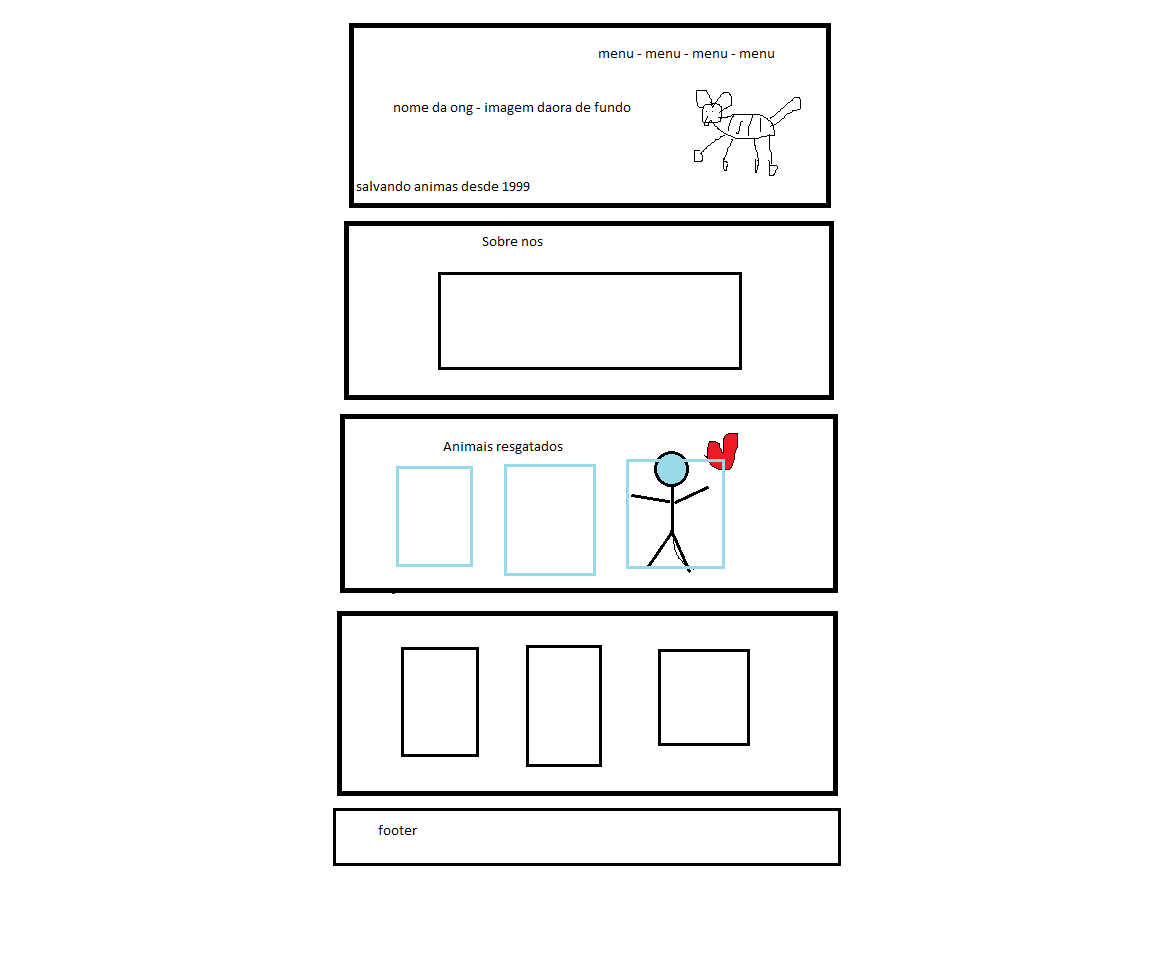 menu - menu - menu - menu
nome da ong - imagem daora de fundo
salvando animas desde 1999
Sobre nos
Animais resgatados
footer